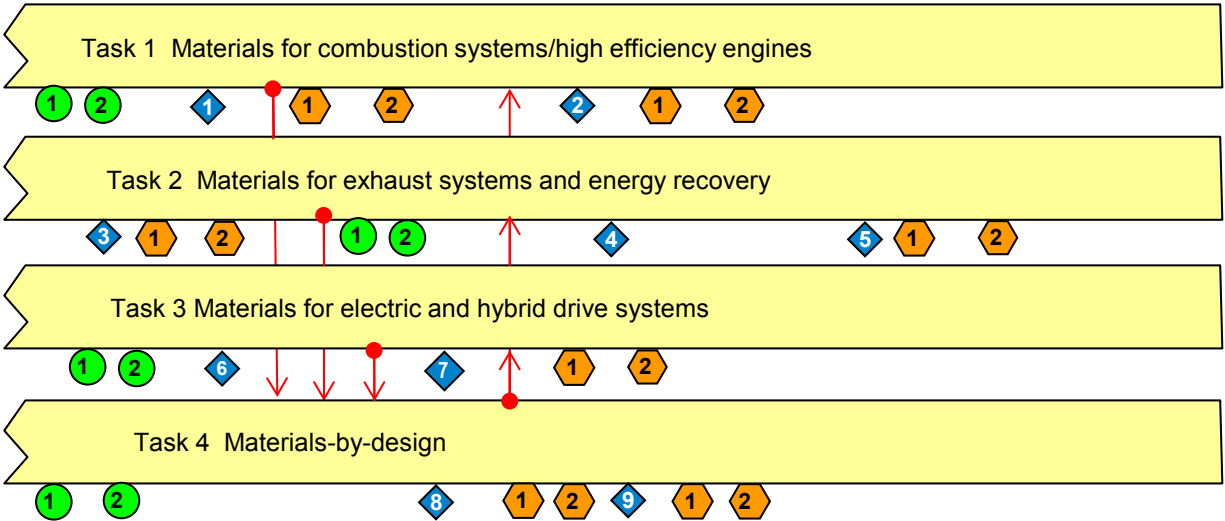 Task 1 Materials for combustion systems/high efficiency engines
1 2 1 1 2 2 1 2
Task 2 Materials for exhaust systems and energy recovery
3 1 2 1 2 4 5 1 2
Task 3 Materials for electric and hybrid drive systems
1 2 6 7 1 2
Task 4 Materials-by-design
1 2 8 1 2 9 1 2